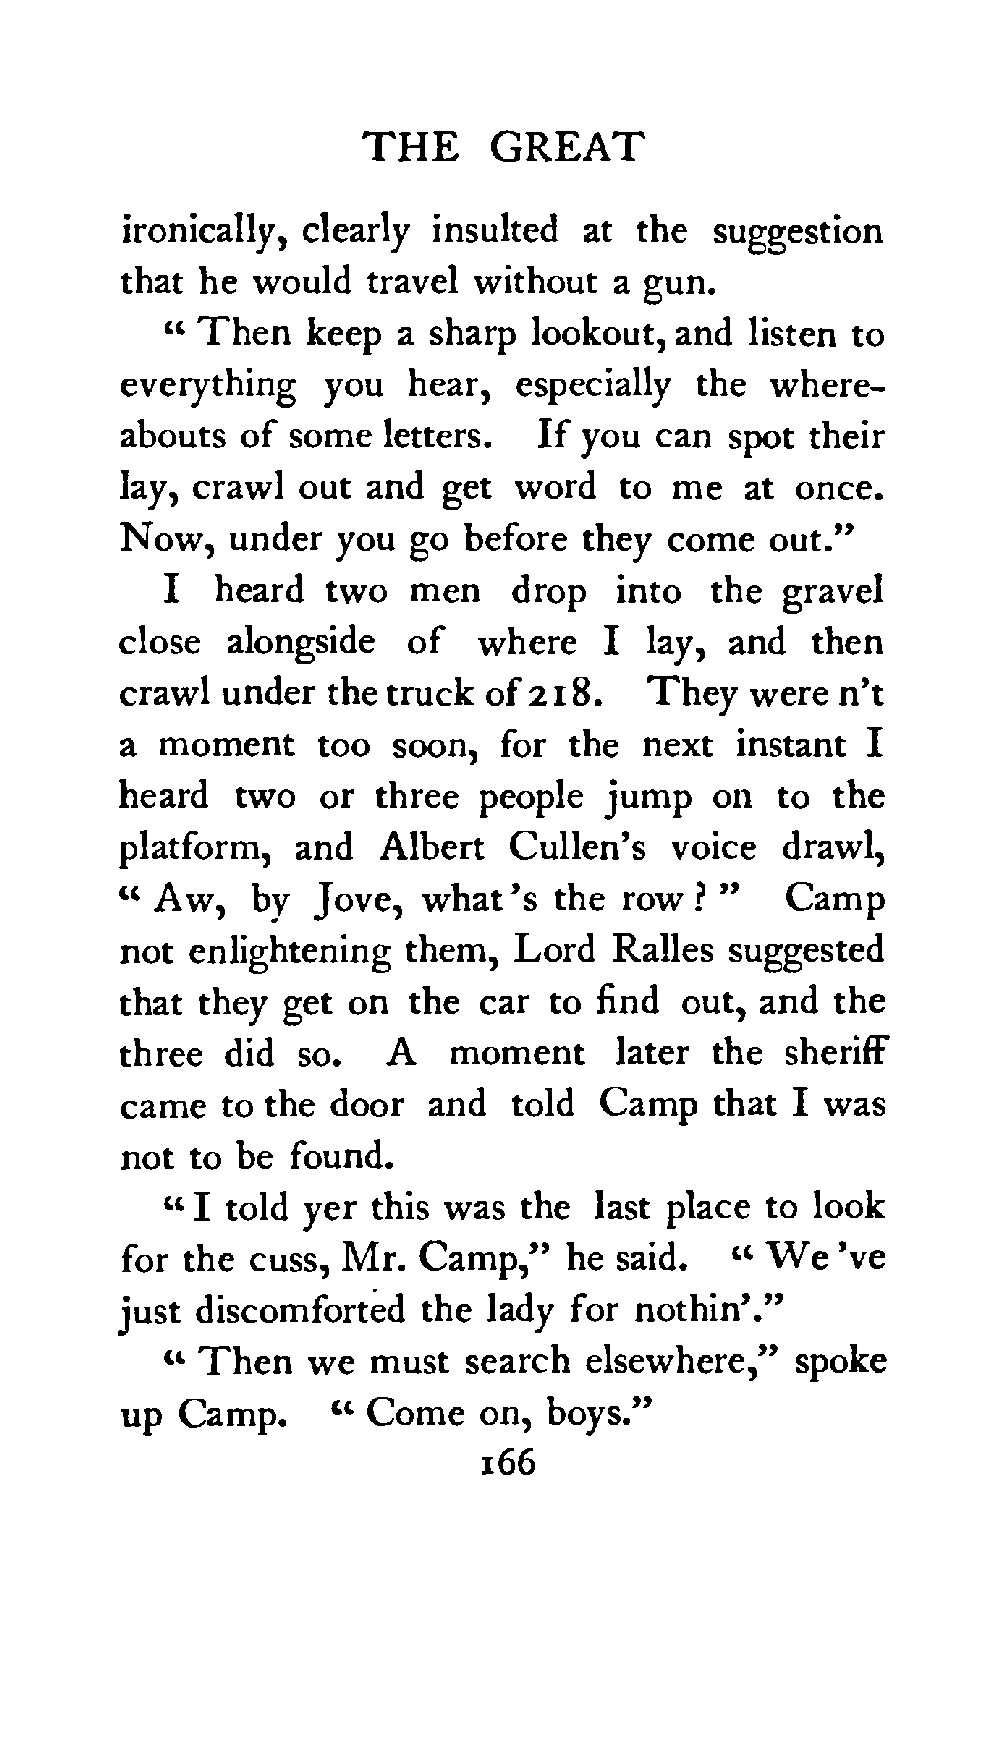 THE GREAT
ironically, clearly insulted at the suggestion
that he would travel without a gun.
“ Then keep a sharp lookout, and listen to
everything you hear, especially the where-
abouts of some letters. If you can spot their
lay, crawl out and get word to me at once.
Now, under you go before they come out.”
I heard two men drop into the gravel
close alongside of where I lay, and then
crawl under the truck of 218. They were n’t
a moment too soon, for the next instant I
heard two or three people jump on to the
platform, and Albert Cullen’s voice drawl,
“ Aw, by Jove, what ’s the row ? ” Camp
not enlightening them, Lord Ralles suggested
that they get on the car to find out, and the
three did so. A moment later the sheriff
came to the door and told Camp that I was
not to be found.
“ I told yer this was the last place to look
for the cuss, Mr. Camp,” he said. “ We ’ve
just discomforted the lady for nothin’.”
“ Then we must search elsewhere,” spoke
up Camp. “ Come on, boys.”
166